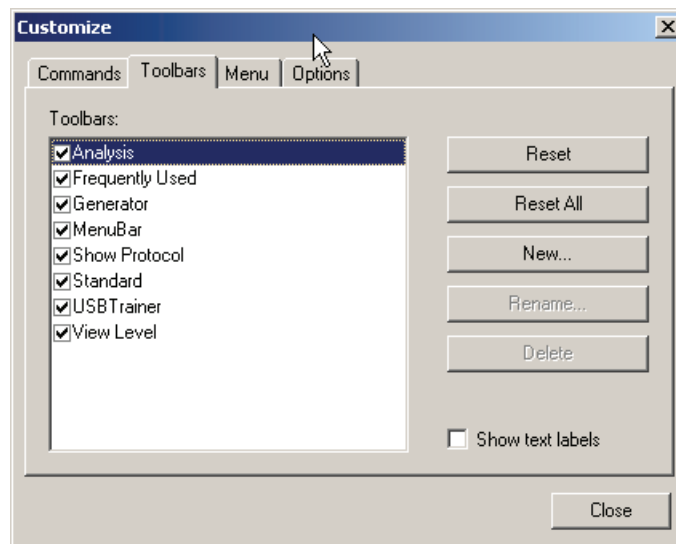 Customize
Commands Toolbars Menu Options
Toolbars:
Analysis
Frequently Used
Generator
MenuBar
Show Protocol
Standard
USBTrainer
View Level
Reset
Reset All
New...
Rename...
Delete
Show text labels
Close